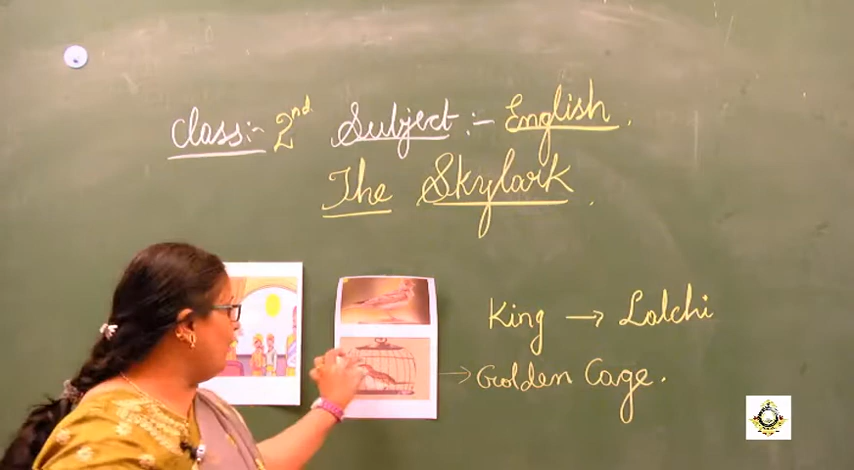 Class:- 2nd Subject:- English.
The Skylark.
King → Lalchi
→ Golden Cage.